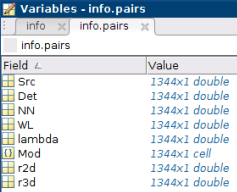 Variables - info.pairs
info info.pairs
info.pairs
Field Value
Src 1344x1 double
Det 1344x1 double
NN 1344x1 double
WL 1344x1 double
lambda 1344x1 double
{} Mod 1344x1 cell
r2d 1344x1 double
r3d 1344x1 double